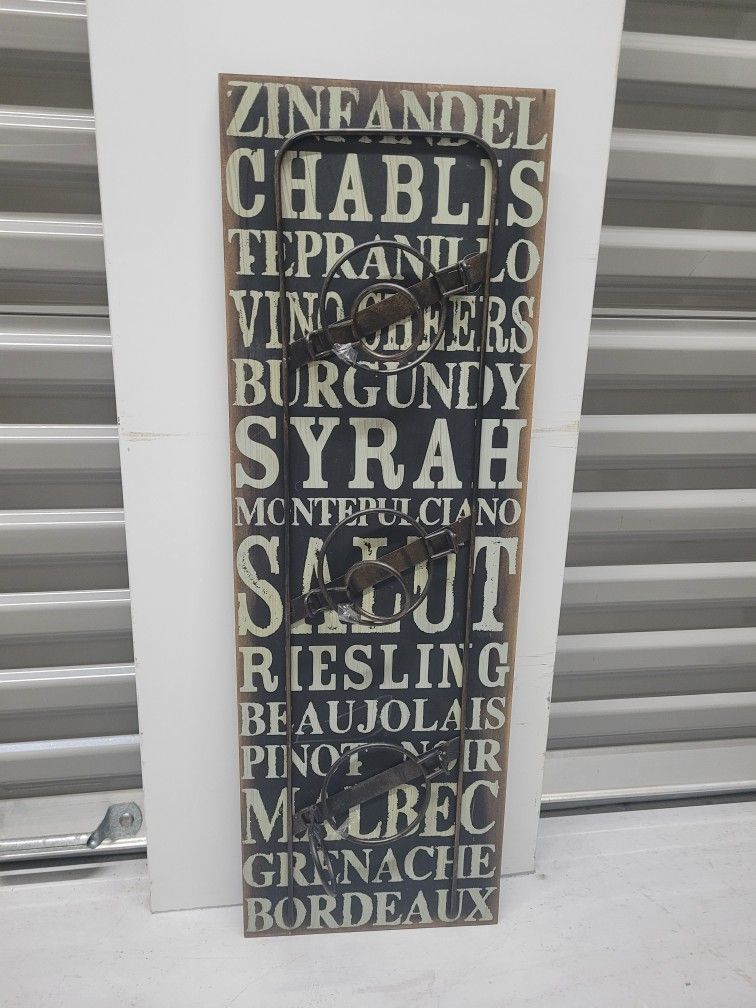 ZINFANDEL
CHABLIS
TEPRANILLO
VINO CHEERS
BURGUNDY
SYRAH
MONTEPULCIANO
SALUT
RIESLING
BEAUJOLAIS
PINOT NOIR
MALBEC
GRENACHE
BORDEAUX